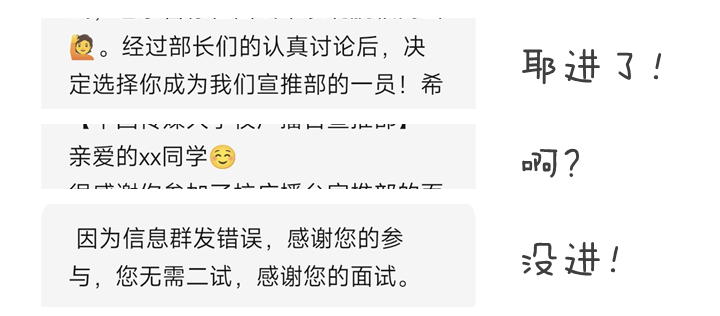 🙋。经过部长们的认真讨论后，决
定选择你成为我们宣推部的一员！希
耶进了！
亲爱的xx同学☺️
啊？
因为信息群发错误，感谢您的参
与，您无需二试，感谢您的面试。
没进！